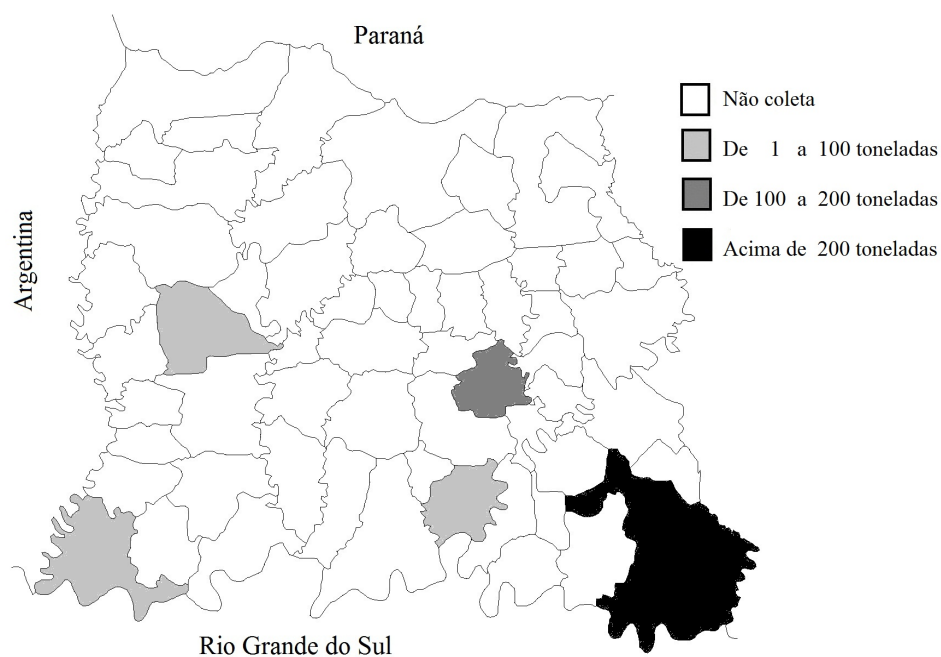 Paraná
Não coleta
De 1 a 100 toneladas
De 100 a 200 toneladas
Acima de 200 toneladas
Argentina
Rio Grande do Sul